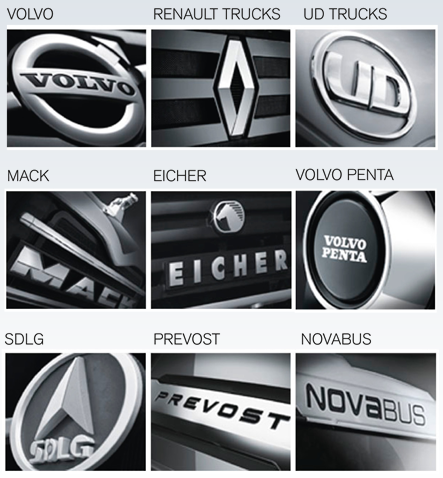 VOLVO
RENAULT TRUCKS
UD TRUCKS
VOLVO
UD
MACK
EICHER
VOLVO PENTA
MACK
EICHER
VOLVO
PENTA
SDLG
PREVOST
NOVABUS
SDLG
PREVOST
NOVaBUS